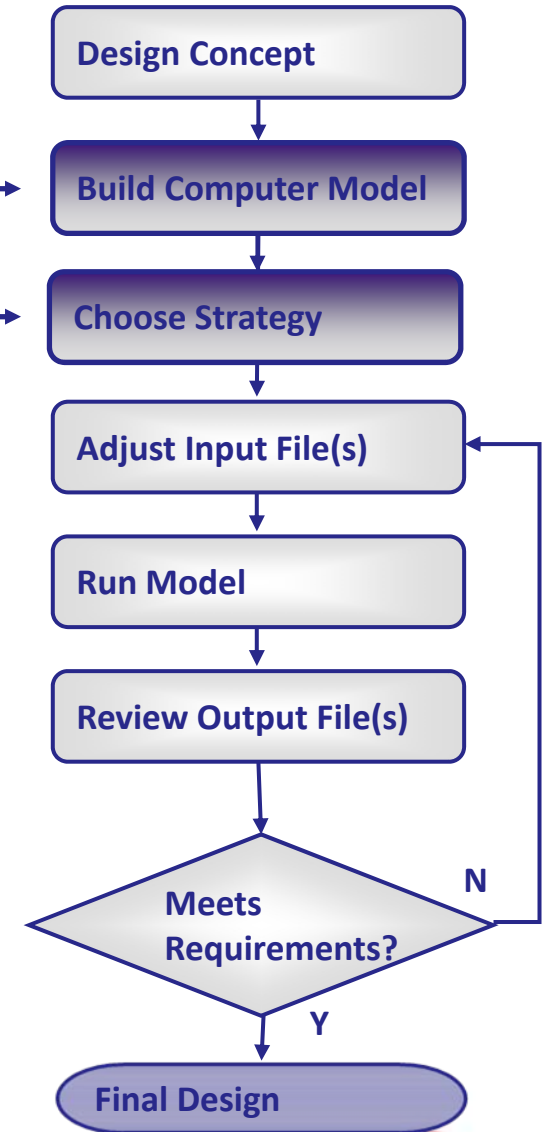 Design Concept
Build Computer Model
Choose Strategy
Adjust Input File(s)
Run Model
Review Output File(s)
Meets
Requirements?
N
Y
Final Design